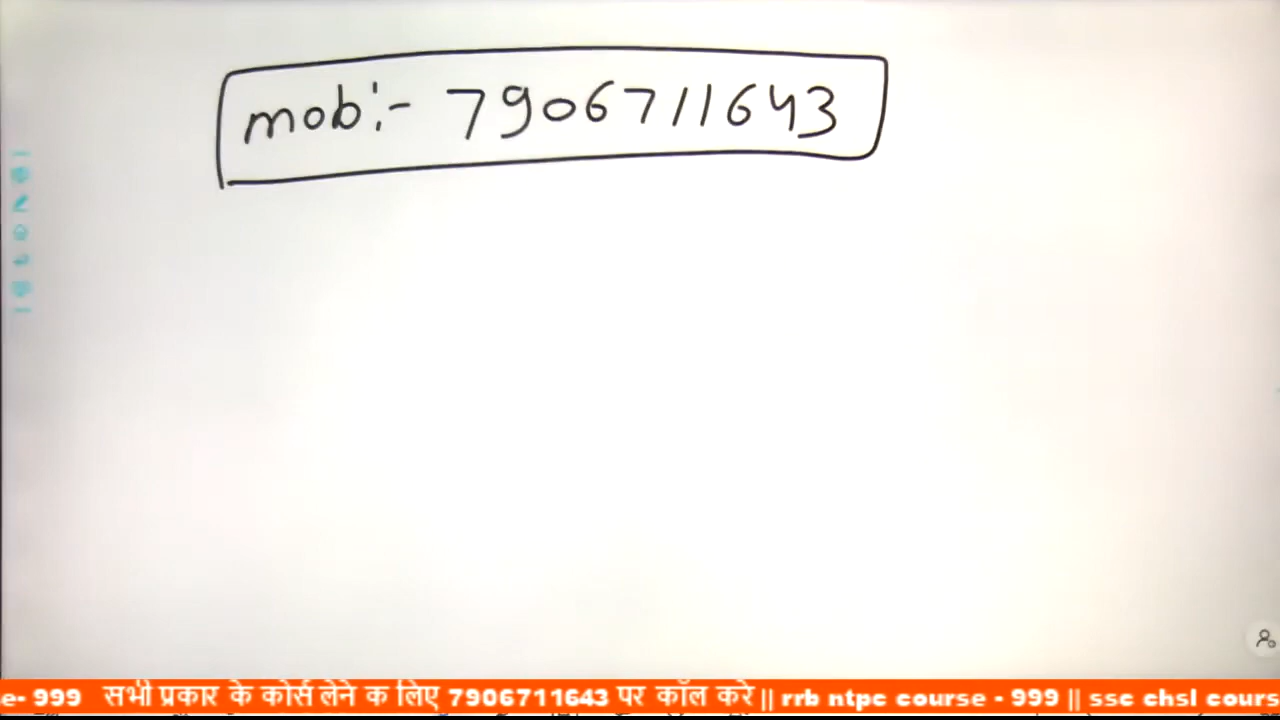 mob:- 7906711643
e- 999 सभी प्रकार के कोर्स लेने क लिए 7906711643 पर कॉल करे || rrb ntpc course - 999 || ssc chsl cours